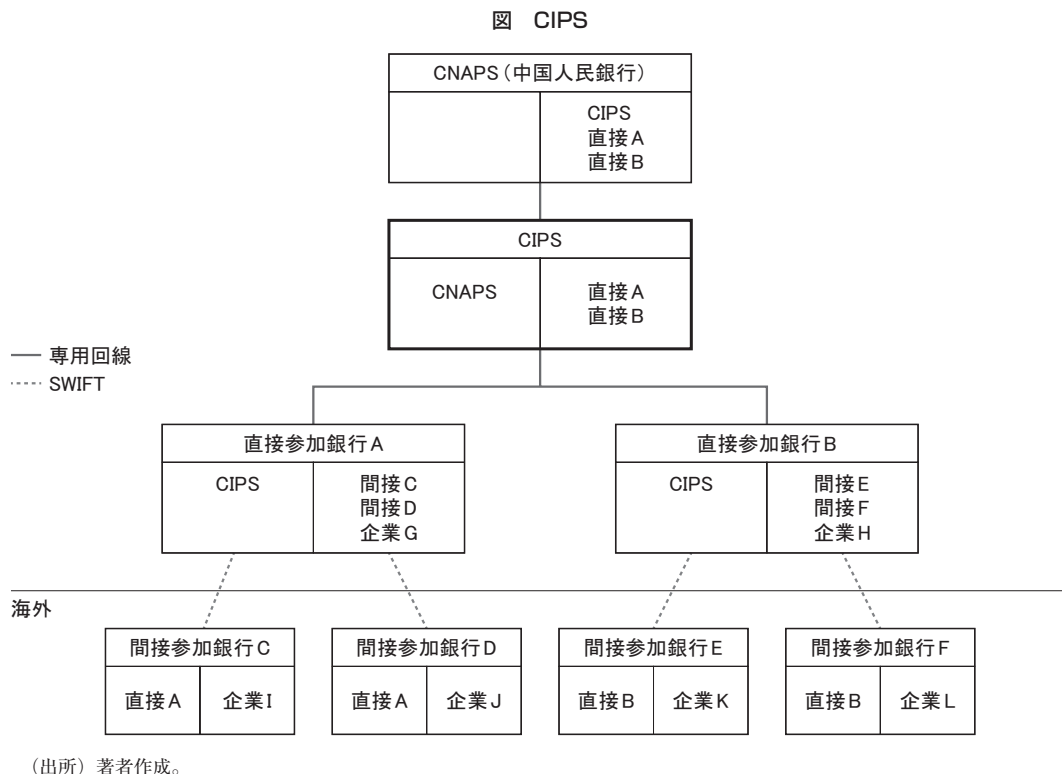 図 CIPS
CNAPS（中国人民銀行）
CIPS
直接A
直接B
CIPS
CNAPS
直接A
直接B
専用回線
SWIFT
直接参加銀行A
CIPS
間接C
間接D
企業G
直接参加銀行B
CIPS
間接E
間接F
企業H
海外
間接参加銀行C
直接A
企業I
間接参加銀行D
直接A
企業J
間接参加銀行E
直接B
企業K
間接参加銀行F
直接B
企業L
（出所）著者作成。